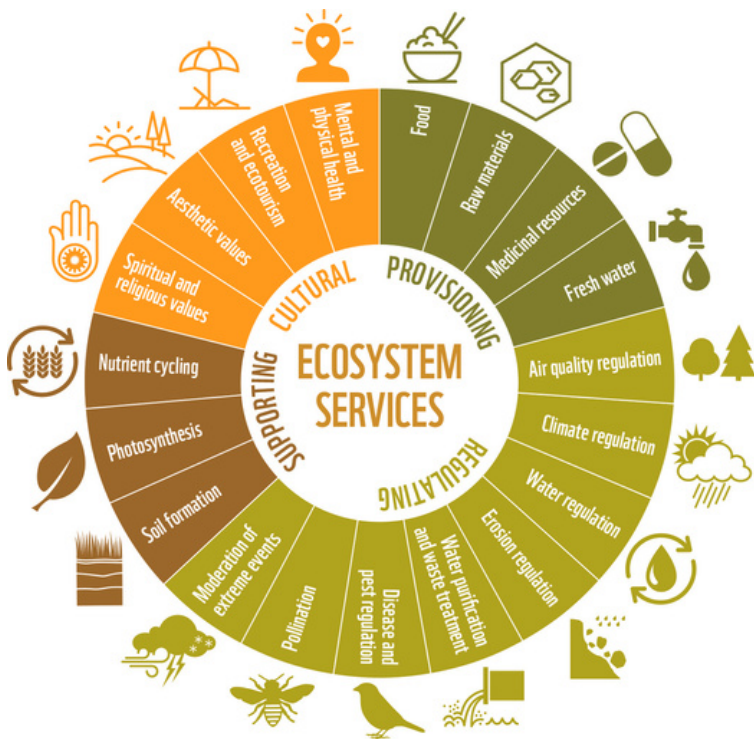 ECOSYSTEM
SERVICES
PROVISIONING
Food
Raw materials
Medicinal resources
Fresh water
REGULATING
Air quality regulation
Climate regulation
Water regulation
Erosion regulation
Water purification
and waste treatment
Disease and
pest regulation
Pollination
Moderation of
extreme events
SUPPORTING
Soil formation
Photosynthesis
Nutrient cycling
CULTURAL
Spiritual and
religious values
Aesthetic values
Recreation
and ecotourism
Mental and
physical health